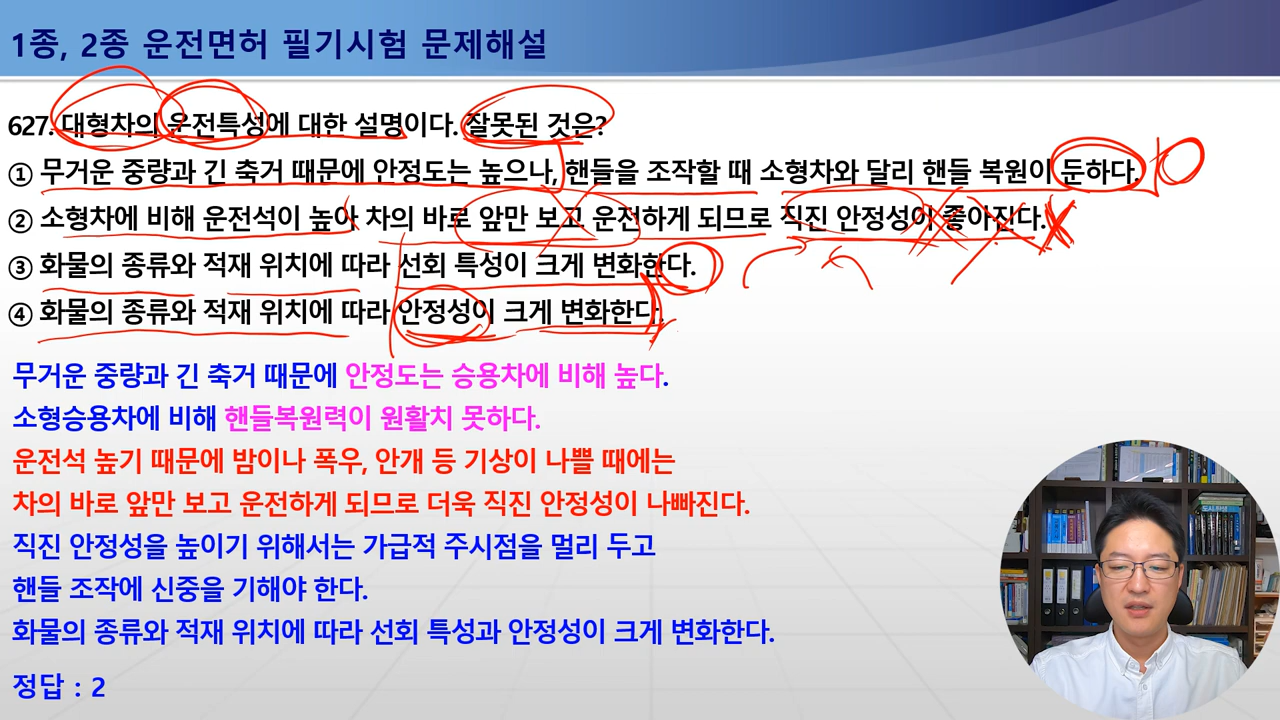 1종, 2종 운전면허 필기시험 문제해설
627. 대형차의 운전특성에 대한 설명이다. 잘못된 것은?
① 무거운 중량과 긴 축거 때문에 안정도는 높으나, 핸들을 조작할 때 소형차와 달리 핸들 복원이 둔하다.
② 소형차에 비해 운전석이 높아 차의 바로 앞만 보고 운전하게 되므로 직진 안정성이 좋아진다.
③ 화물의 종류와 적재 위치에 따라 선회 특성이 크게 변화한다.
④ 화물의 종류와 적재 위치에 따라 안정성이 크게 변화한다.
무거운 중량과 긴 축거 때문에 안정도는 승용차에 비해 높다.
소형승용차에 비해 핸들복원력이 원활치 못하다.
운전석 높기 때문에 밤이나 폭우, 안개 등 기상이 나쁠 때에는
차의 바로 앞만 보고 운전하게 되므로 더욱 직진 안정성이 나빠진다.
직진 안정성을 높이기 위해서는 가급적 주시점을 멀리 두고
핸들 조작에 신중을 기해야 한다.
화물의 종류와 적재 위치에 따라 선회 특성과 안정성이 크게 변화한다.
정답 : 2